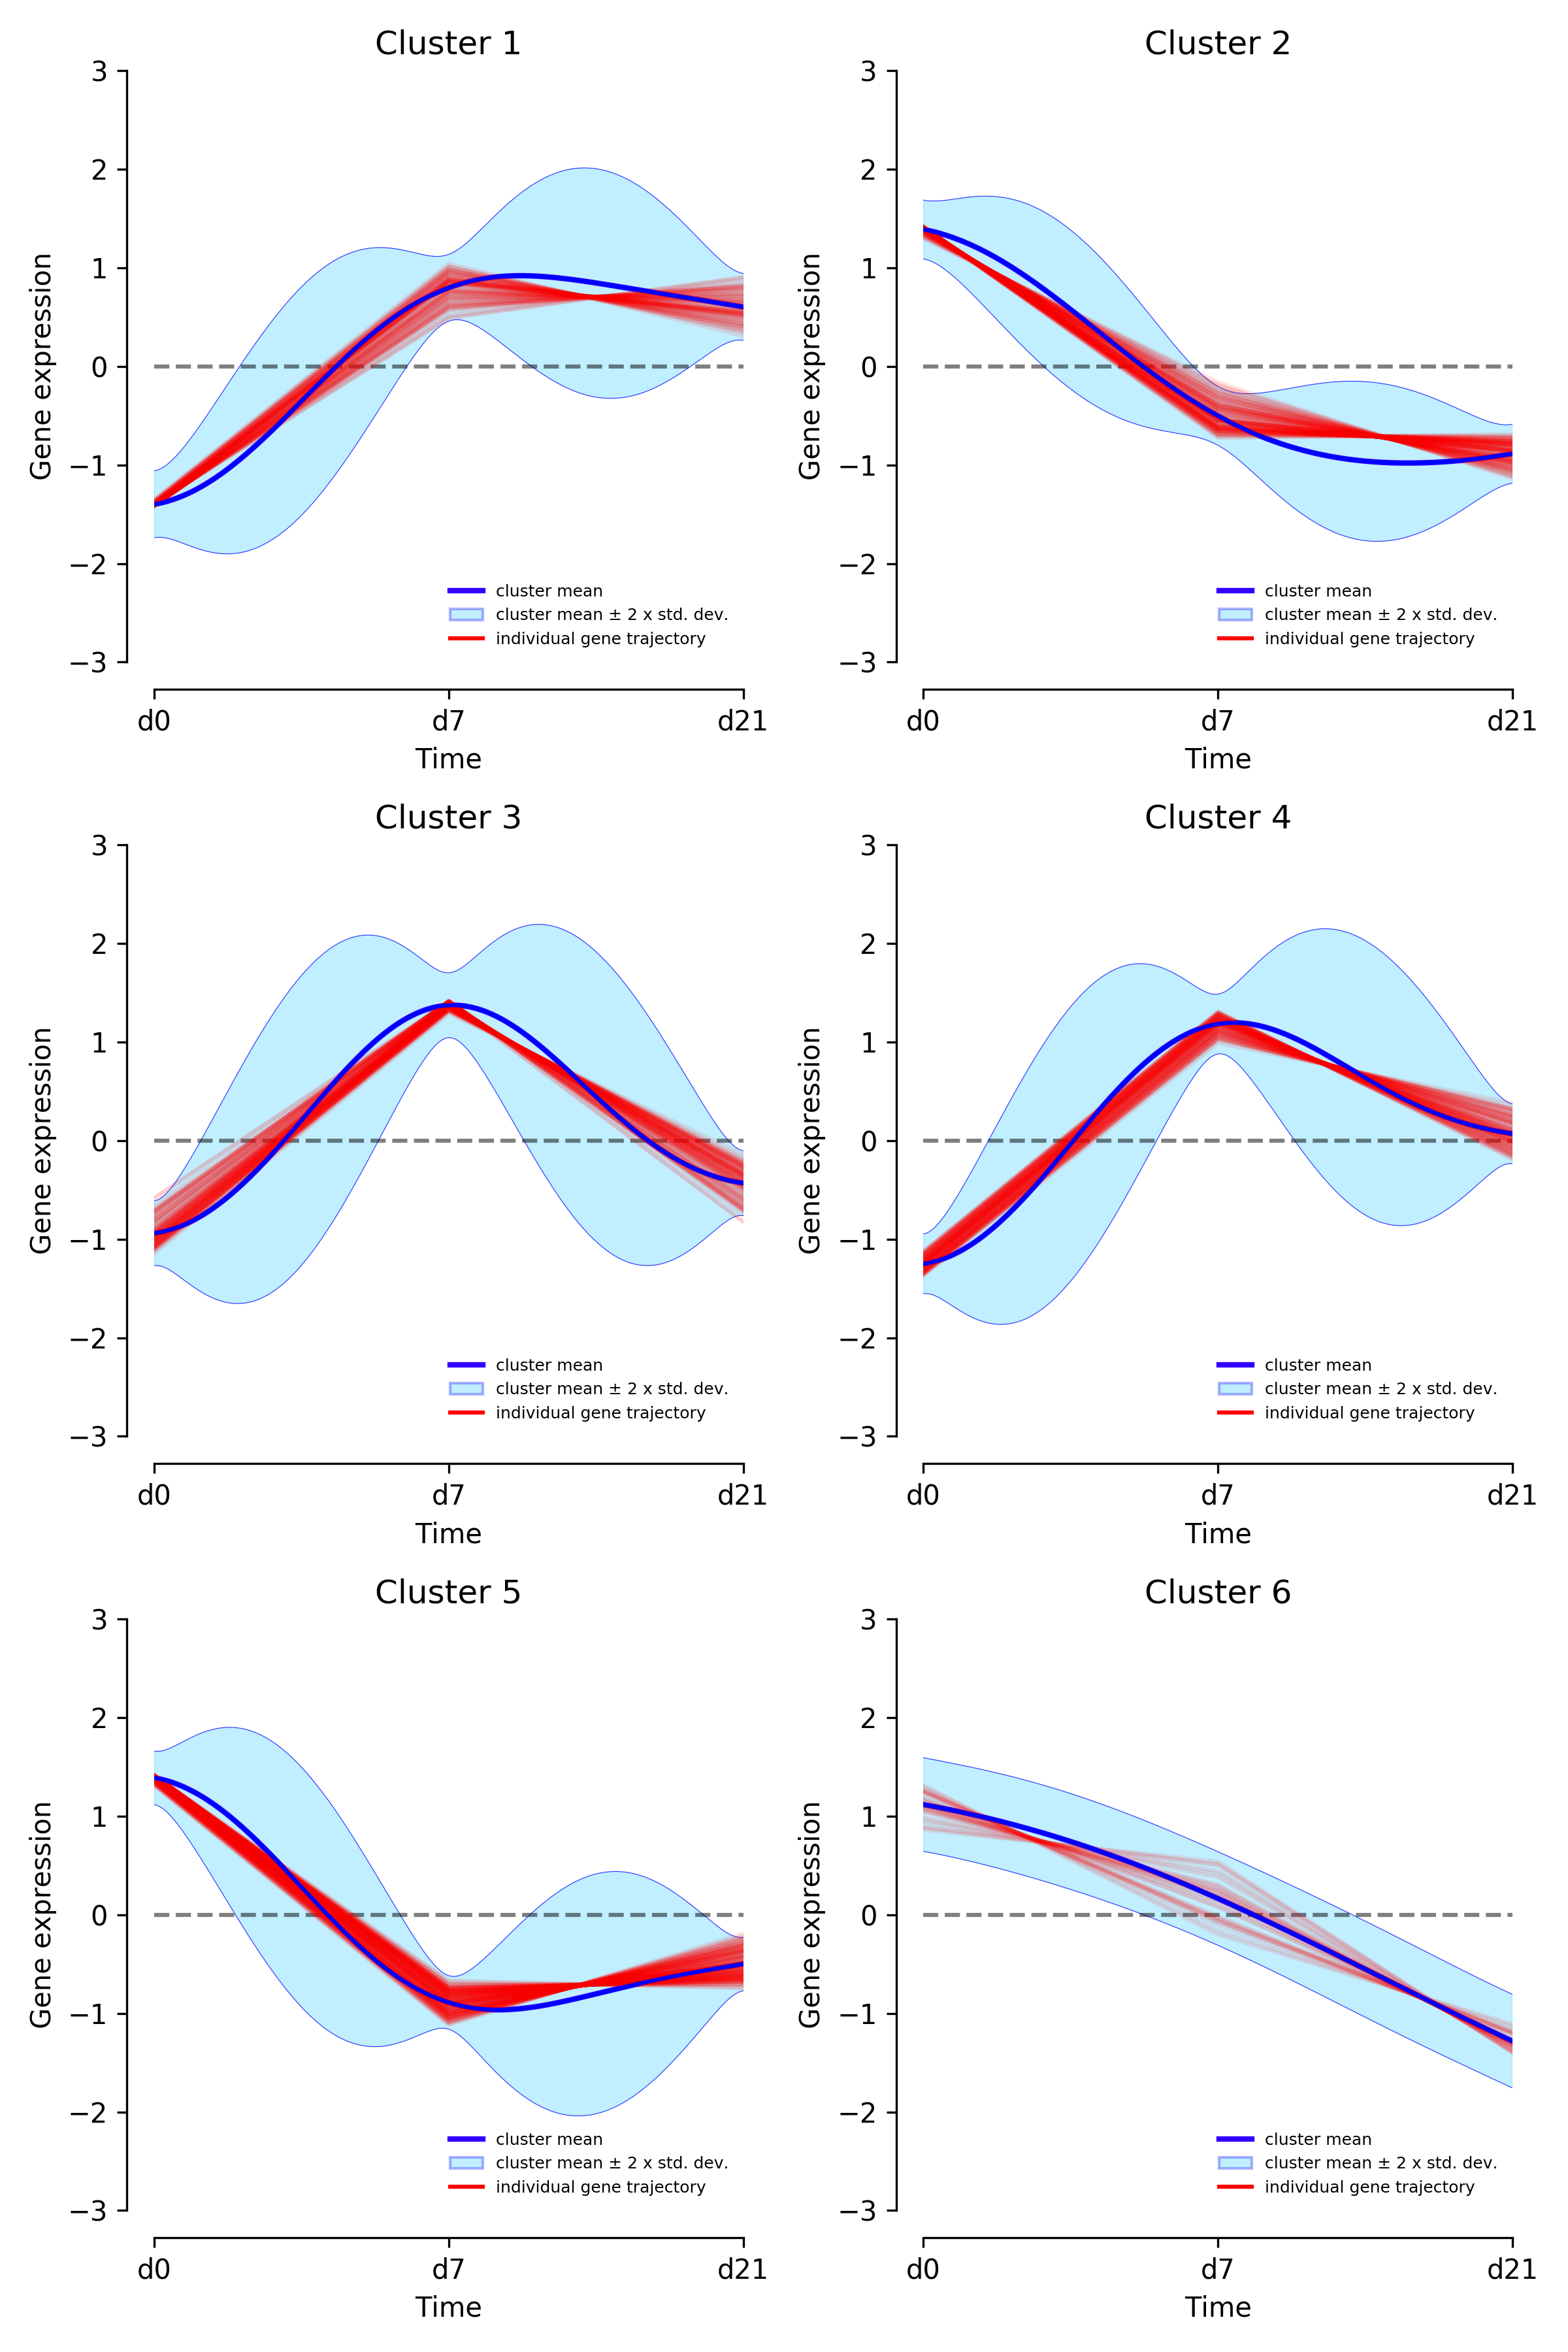 Cluster 1
3
2
1
0
−1
−2
−3
Gene expression
cluster mean
cluster mean ± 2 x std. dev.
individual gene trajectory
d0 d7 d21
Time
Cluster 2
3
2
1
0
−1
−2
−3
Gene expression
cluster mean
cluster mean ± 2 x std. dev.
individual gene trajectory
d0 d7 d21
Time
Cluster 3
3
2
1
0
−1
−2
−3
Gene expression
cluster mean
cluster mean ± 2 x std. dev.
individual gene trajectory
d0 d7 d21
Time
Cluster 4
3
2
1
0
−1
−2
−3
Gene expression
cluster mean
cluster mean ± 2 x std. dev.
individual gene trajectory
d0 d7 d21
Time
Cluster 5
3
2
1
0
−1
−2
−3
Gene expression
cluster mean
cluster mean ± 2 x std. dev.
individual gene trajectory
d0 d7 d21
Time
Cluster 6
3
2
1
0
−1
−2
−3
Gene expression
cluster mean
cluster mean ± 2 x std. dev.
individual gene trajectory
d0 d7 d21
Time